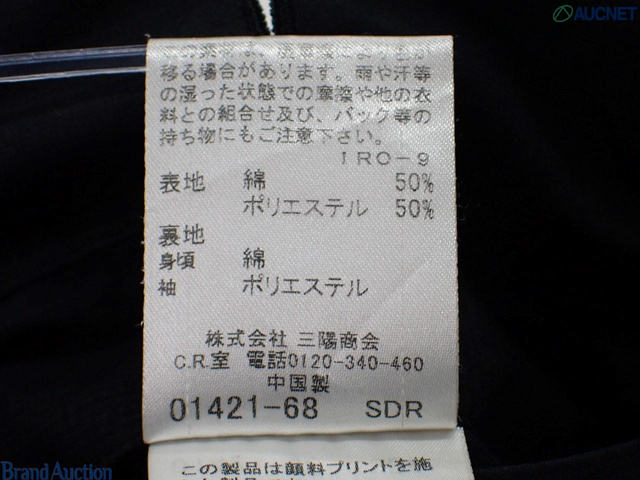 AUCNET
移る場合があります。雨や汗等
の湿った状態での摩擦や他の衣
料との組合せ及び、バッグ等の
持ち物にもご注意下さい。
IRO-9
表地 綿 50%
ポリエステル 50%
裏地
身頃 綿
袖 ポリエステル
株式会社 三陽商会
C.R.室 電話0120-340-460
中国製
01421-68 SDR
この製品は顔料プリントを施
Brand Auction